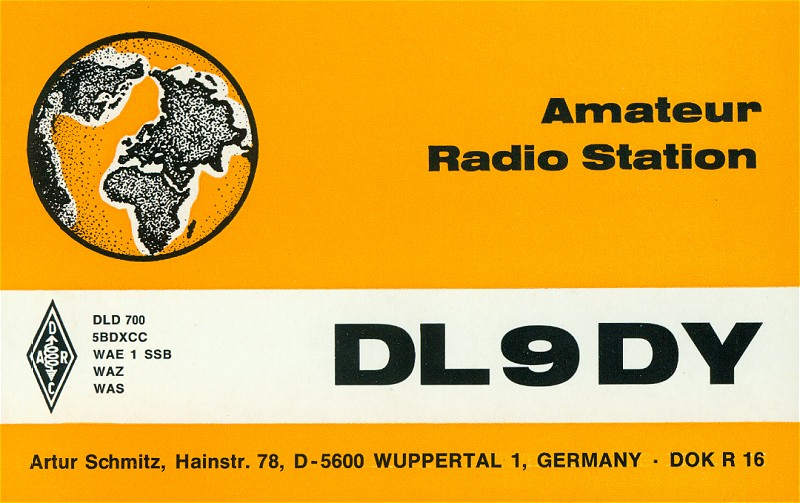 Amateur
Radio Station
DARC
DLD 700
5BDXCC
WAE 1 SSB
WAZ
WAS
DL9DY
Artur Schmitz, Hainstr. 78, D-5600 WUPPERTAL 1, GERMANY · DOK R 16